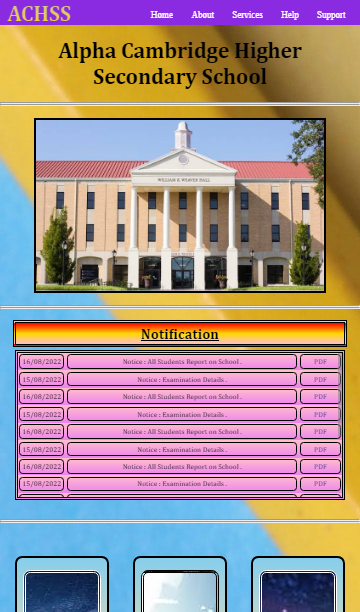 ACHSS
Home About Services Help Support
Alpha Cambridge Higher
Secondary School
WILLIAM R. WEAVER HALL
Notification
16/08/2022 Notice : All Students Report on School . PDF
15/08/2022 Notice : Examination Details . PDF
16/08/2022 Notice : All Students Report on School . PDF
15/08/2022 Notice : Examination Details . PDF
16/08/2022 Notice : All Students Report on School . PDF
15/08/2022 Notice : Examination Details . PDF
16/08/2022 Notice : All Students Report on School . PDF
15/08/2022 Notice : Examination Details . PDF